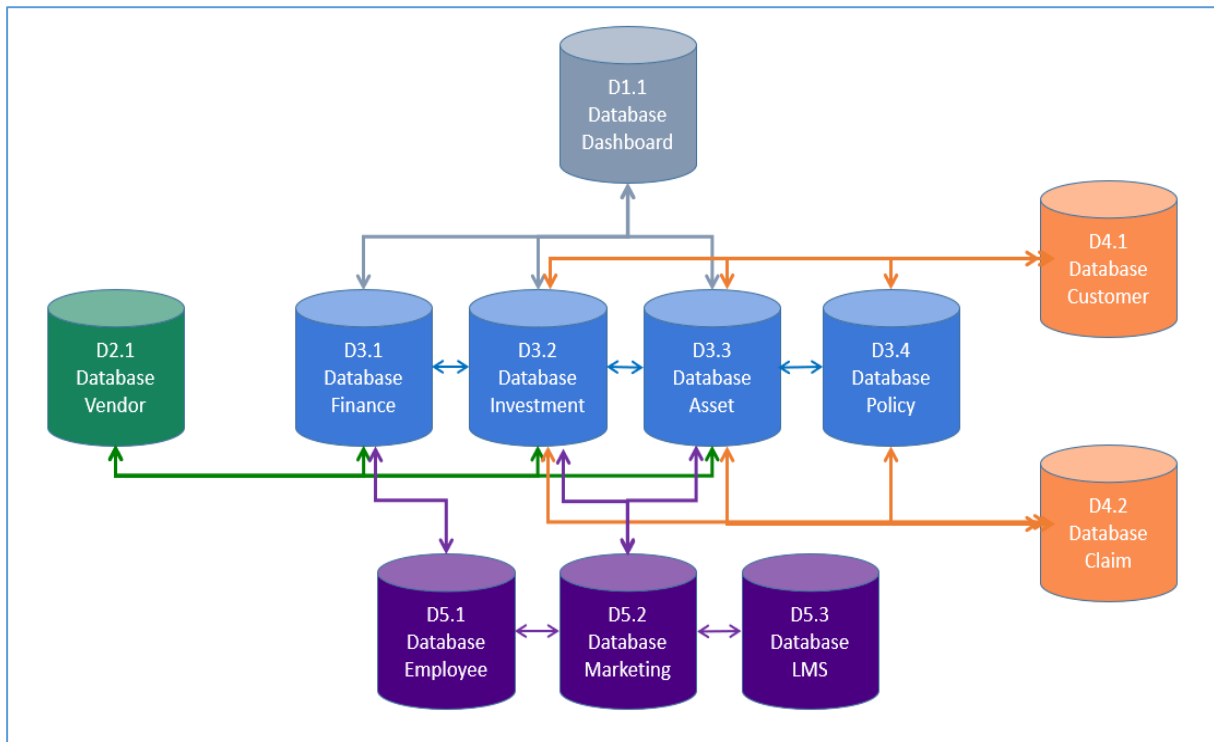 D1.1
Database
Dashboard
D4.1
Database
Customer
D2.1
Database
Vendor
D3.1
Database
Finance
D3.2
Database
Investment
D3.3
Database
Asset
D3.4
Database
Policy
D4.2
Database
Claim
D5.1
Database
Employee
D5.2
Database
Marketing
D5.3
Database
LMS